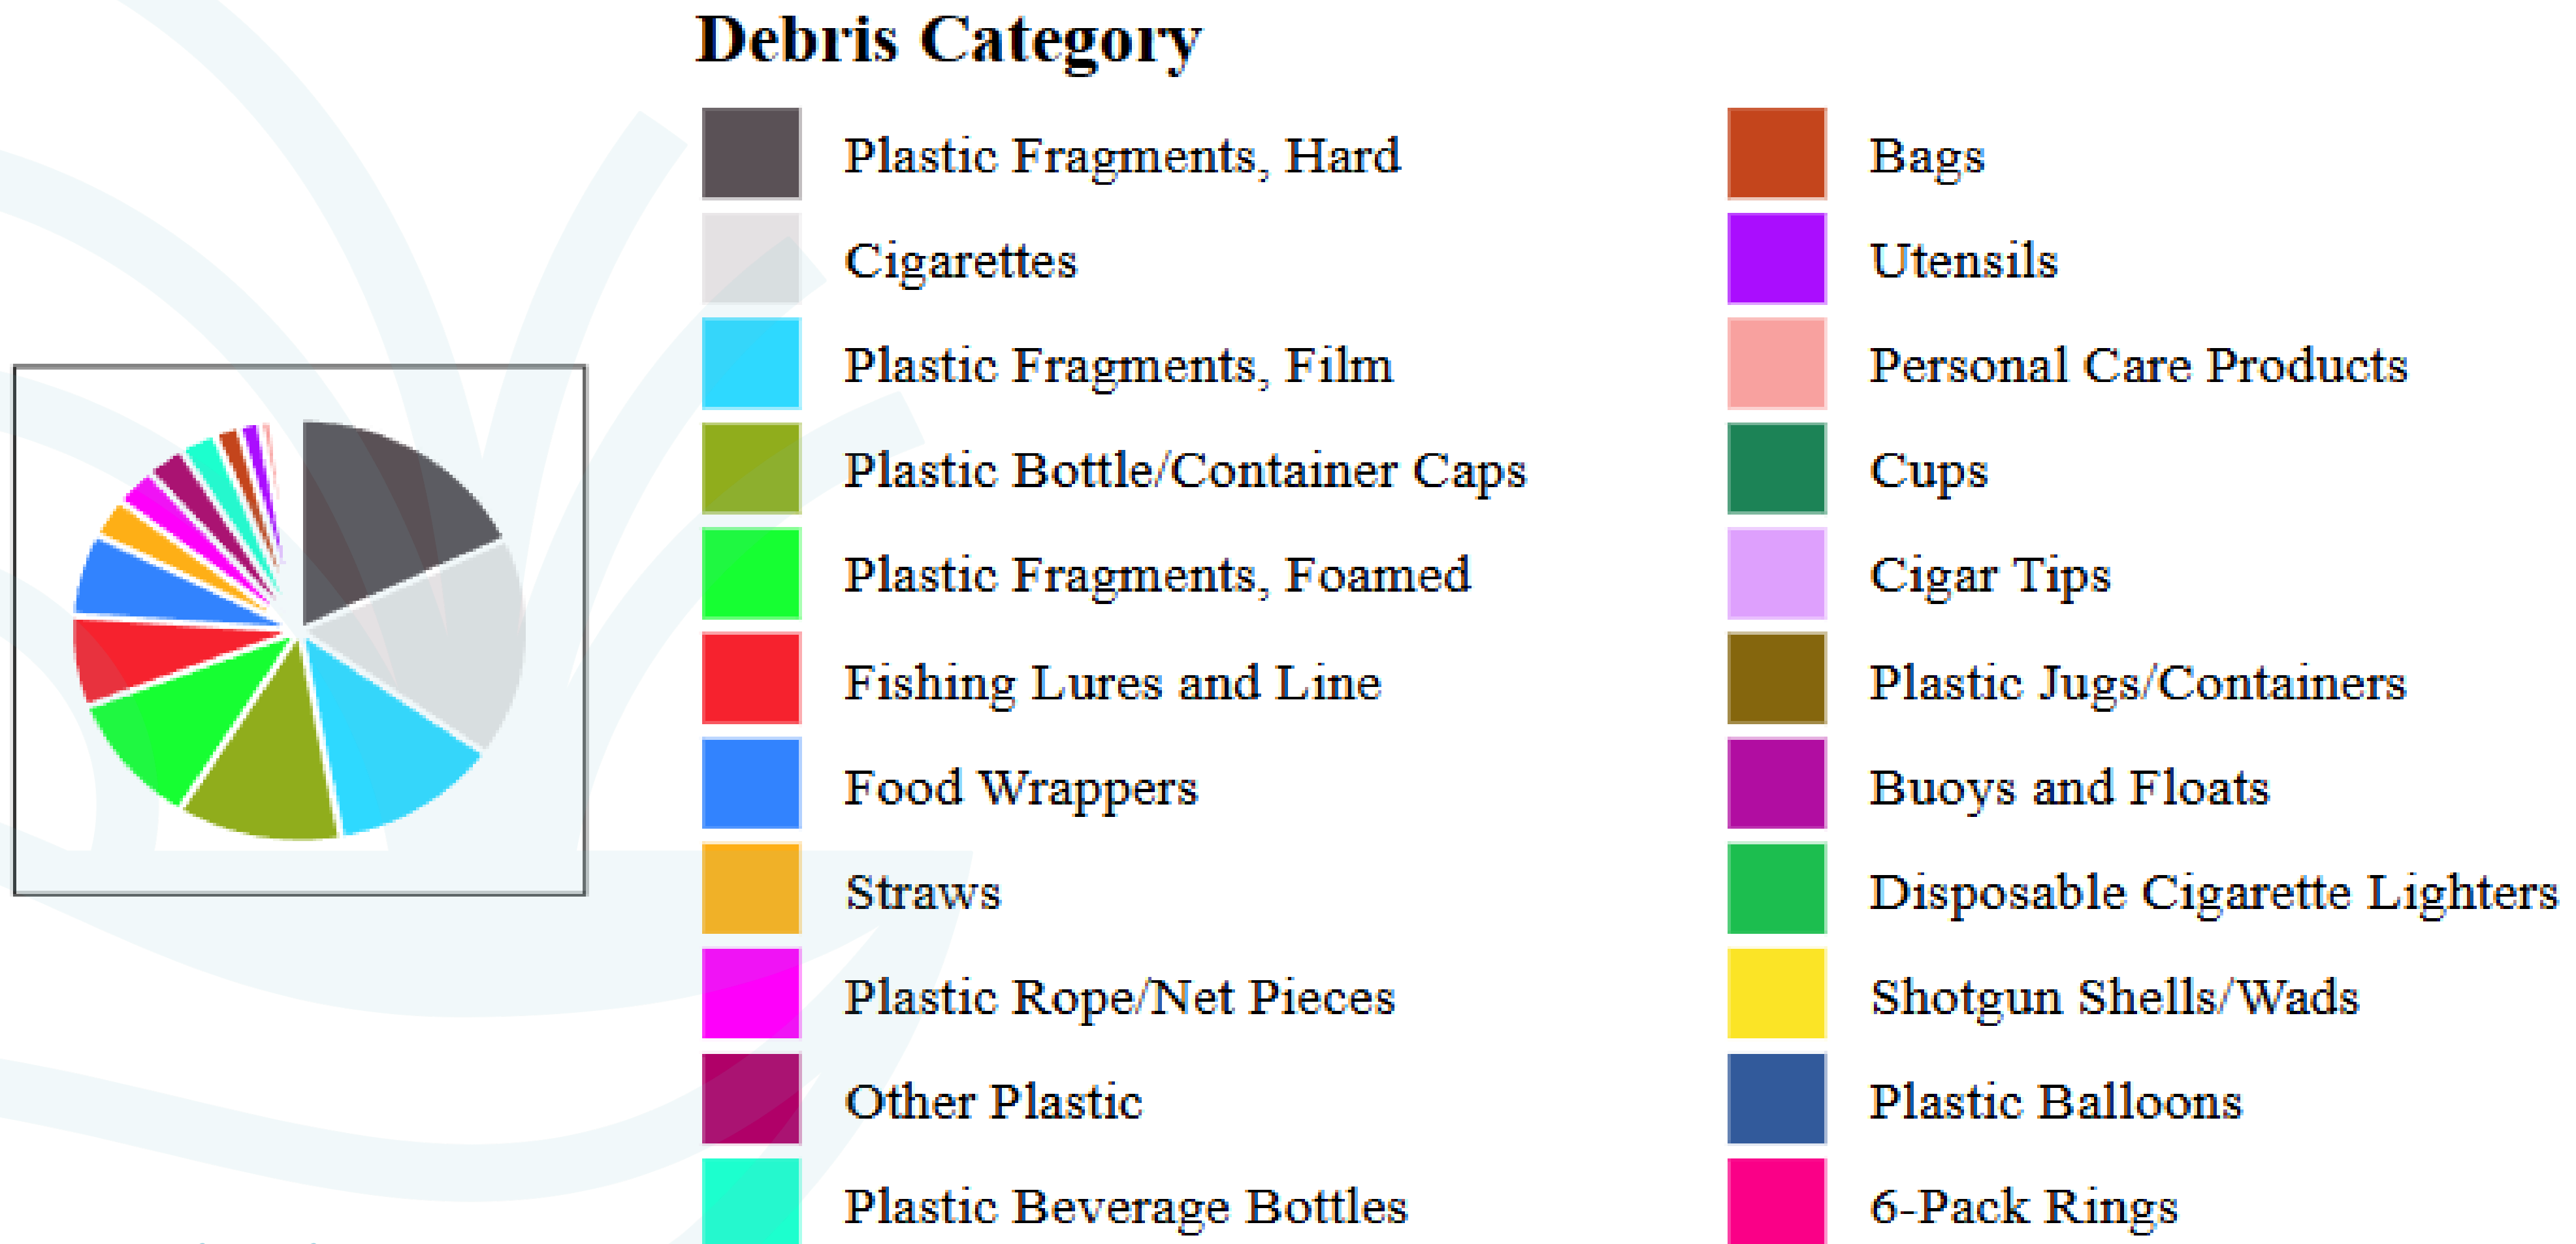 Debris Category
Plastic Fragments, Hard
Cigarettes
Plastic Fragments, Film
Plastic Bottle/Container Caps
Plastic Fragments, Foamed
Fishing Lures and Line
Food Wrappers
Straws
Plastic Rope/Net Pieces
Other Plastic
Plastic Beverage Bottles
Bags
Utensils
Personal Care Products
Cups
Cigar Tips
Plastic Jugs/Containers
Buoys and Floats
Disposable Cigarette Lighters
Shotgun Shells/Wads
Plastic Balloons
6-Pack Rings